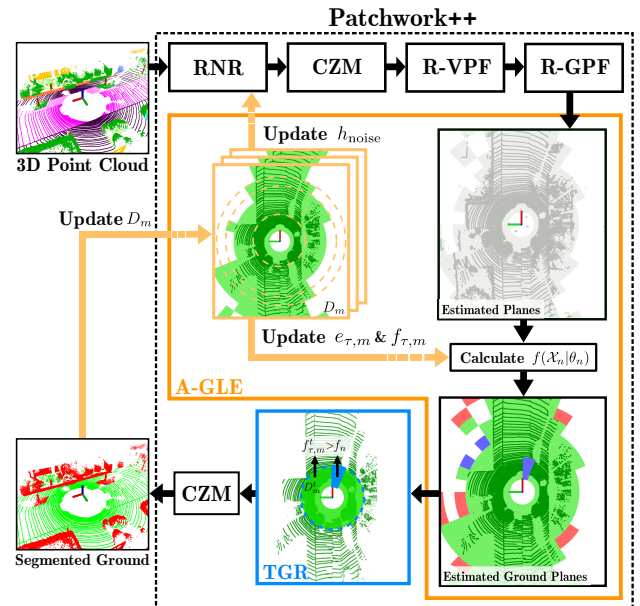 Patchwork++
RNR
CZM
R-VPF
R-GPF
3D Point Cloud
Update h_noise
Update D_m
D_m
Estimated Planes
Update e_τ,m & f_τ,m
Calculate f(𝒳_n|θ_n)
A-GLE
f^t_τ,m > f_n
D^t_m
CZM
TGR
Segmented Ground
Estimated Ground Planes